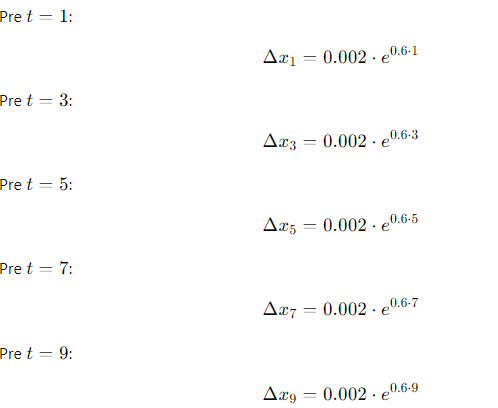 Pre t = 1:
Δx₁ = 0.002 · e^{0.6·1}
Pre t = 3:
Δx₃ = 0.002 · e^{0.6·3}
Pre t = 5:
Δx₅ = 0.002 · e^{0.6·5}
Pre t = 7:
Δx₇ = 0.002 · e^{0.6·7}
Pre t = 9:
Δx₉ = 0.002 · e^{0.6·9}